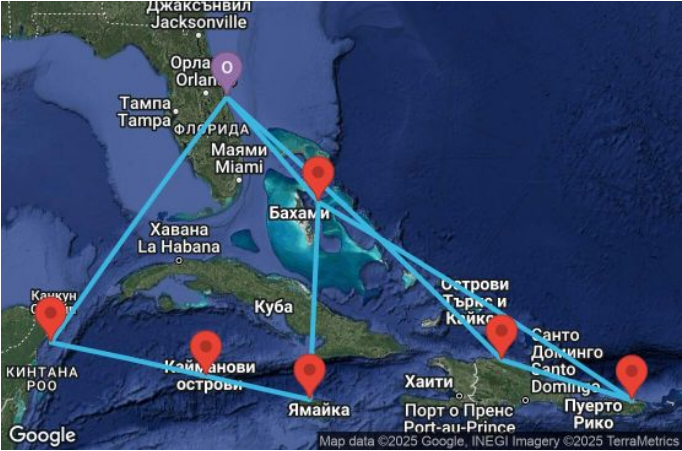 Джаксънвил
Jacksonville
Орла
Orlan
O
Тампа
Tampa
ФЛОРИДА
Маями
Miami
Бахами
Хавана
La Habana
Куба
Острови
Търкс и
Кайкос
Канкун
КИНТАНА
РОО
Кайманови
острови
Ямайка
Хаити
Порт о Пренс
Port-au-Prince
Санто
Доминго
Santo
Domingo
Пуерто
Рико
Google
Map data ©2025 Google, INEGI Imagery ©2025 TerraMetrics